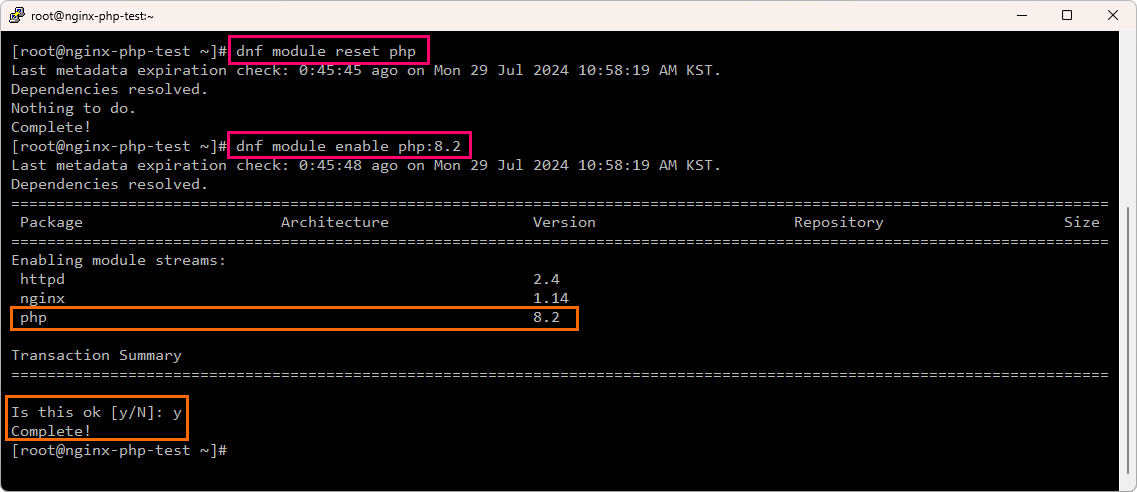 root@nginx-php-test:~
[root@nginx-php-test ~]# dnf module reset php
Last metadata expiration check: 0:45:45 ago on Mon 29 Jul 2024 10:58:19 AM KST.
Dependencies resolved.
Nothing to do.
Complete!
[root@nginx-php-test ~]# dnf module enable php:8.2
Last metadata expiration check: 0:45:48 ago on Mon 29 Jul 2024 10:58:19 AM KST.
Dependencies resolved.
================================================================================
Package Architecture Version Repository Size
================================================================================
Enabling module streams:
httpd 2.4
nginx 1.14
php 8.2
Transaction Summary
================================================================================
Is this ok [y/N]: y
Complete!
[root@nginx-php-test ~]#